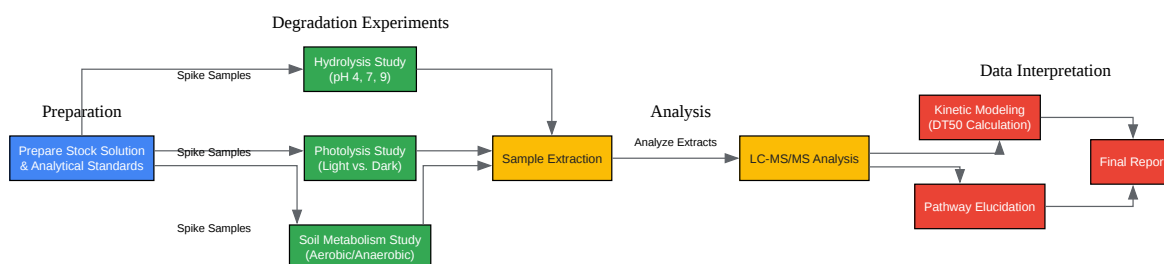 Degradation Experiments
Hydrolysis Study
(pH 4, 7, 9)
Spike Samples
Preparation
Prepare Stock Solution
& Analytical Standards
Spike Samples
Photolysis Study
(Light vs. Dark)
Spike Samples
Soil Metabolism Study
(Aerobic/Anaerobic)
Analysis
Sample Extraction
Analyze Extracts
LC-MS/MS Analysis
Data Interpretation
Kinetic Modeling
(DT50 Calculation)
Pathway Elucidation
Final Report